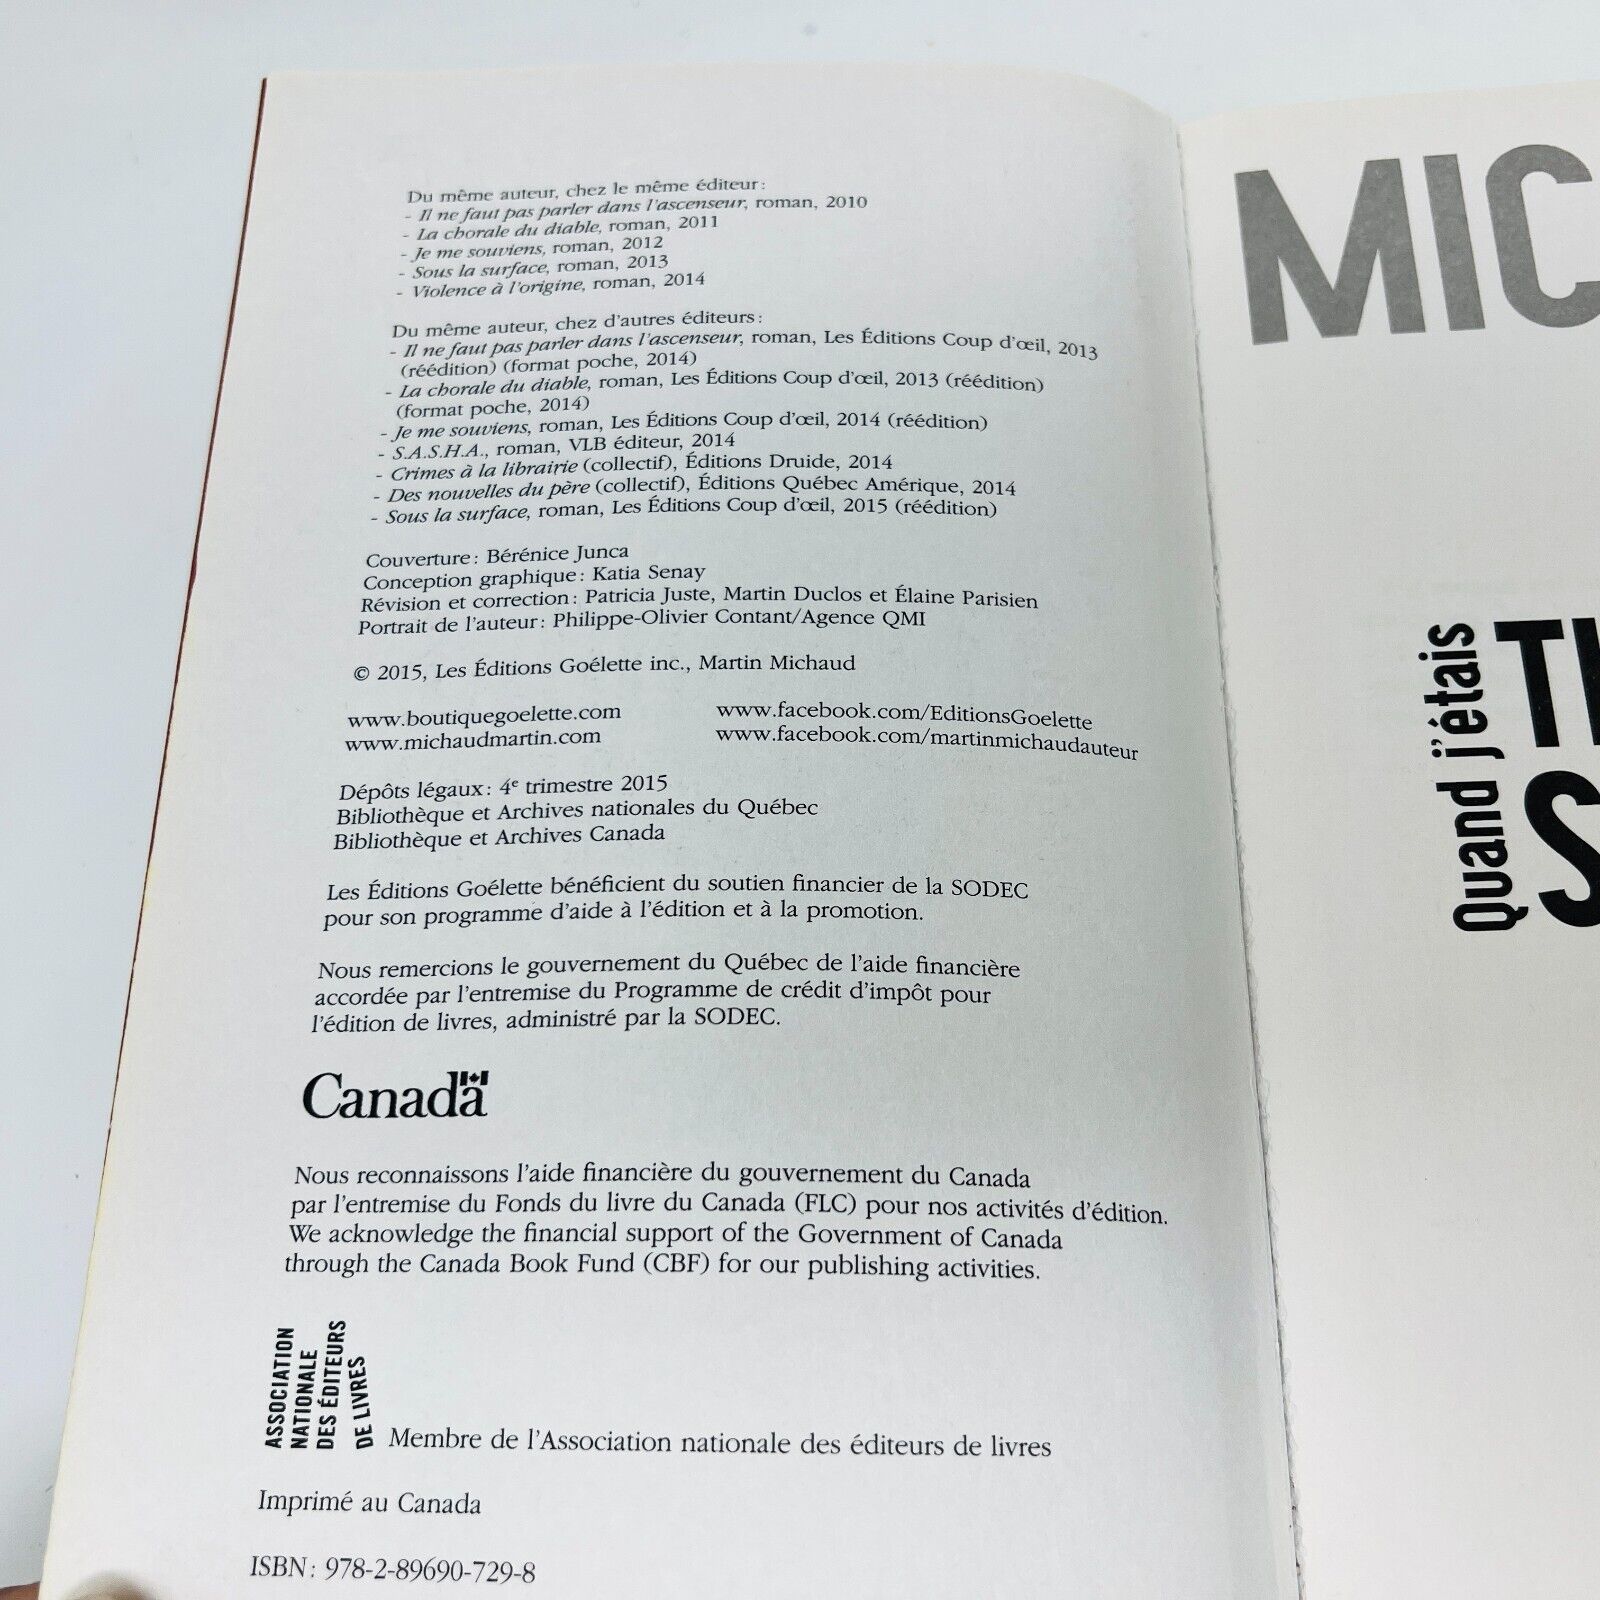 Du même auteur, chez le même éditeur :
- Il ne faut pas parler dans l'ascenseur, roman, 2010
- La chorale du diable, roman, 2011
- Je me souviens, roman, 2012
- Sous la surface, roman, 2013
- Violence à l'origine, roman, 2014
Du même auteur, chez d'autres éditeurs :
- Il ne faut pas parler dans l'ascenseur, roman, Les Éditions Coup d'œil, 2013
(réédition) (format poche, 2014)
- La chorale du diable, roman, Les Éditions Coup d'œil, 2013 (réédition)
(format poche, 2014)
- Je me souviens, roman, Les Éditions Coup d'œil, 2014 (réédition)
- S.A.S.H.A., roman, VLB éditeur, 2014
- Crimes à la librairie (collectif), Éditions Druide, 2014
- Des nouvelles du père (collectif), Éditions Québec Amérique, 2014
- Sous la surface, roman, Les Éditions Coup d'œil, 2015 (réédition)
Couverture : Bérénice Junca
Conception graphique : Katia Senay
Révision et correction : Patricia Juste, Martin Duclos et Élaine Parisien
Portrait de l'auteur : Philippe-Olivier Contant/Agence QMI
© 2015, Les Éditions Goélette inc., Martin Michaud
www.boutiquegoelette.com www.facebook.com/EditionsGoelette
www.michaudmartin.com www.facebook.com/martinmichaudauteur
Dépôts légaux : 4e trimestre 2015
Bibliothèque et Archives nationales du Québec
Bibliothèque et Archives Canada
Les Éditions Goélette bénéficient du soutien financier de la SODEC
pour son programme d'aide à l'édition et à la promotion.
Nous remercions le gouvernement du Québec de l'aide financière
accordée par l'entremise du Programme de crédit d'impôt pour
l'édition de livres, administré par la SODEC.
Canada
Nous reconnaissons l'aide financière du gouvernement du Canada
par l'entremise du Fonds du livre du Canada (FLC) pour nos activités d'édition.
We acknowledge the financial support of the Government of Canada
through the Canada Book Fund (CBF) for our publishing activities.
ASSOCIATION
NATIONALE
DES ÉDITEURS
DE LIVRES
Membre de l'Association nationale des éditeurs de livres
Imprimé au Canada
ISBN : 978-2-89690-729-8
MIC
Quand j'étais